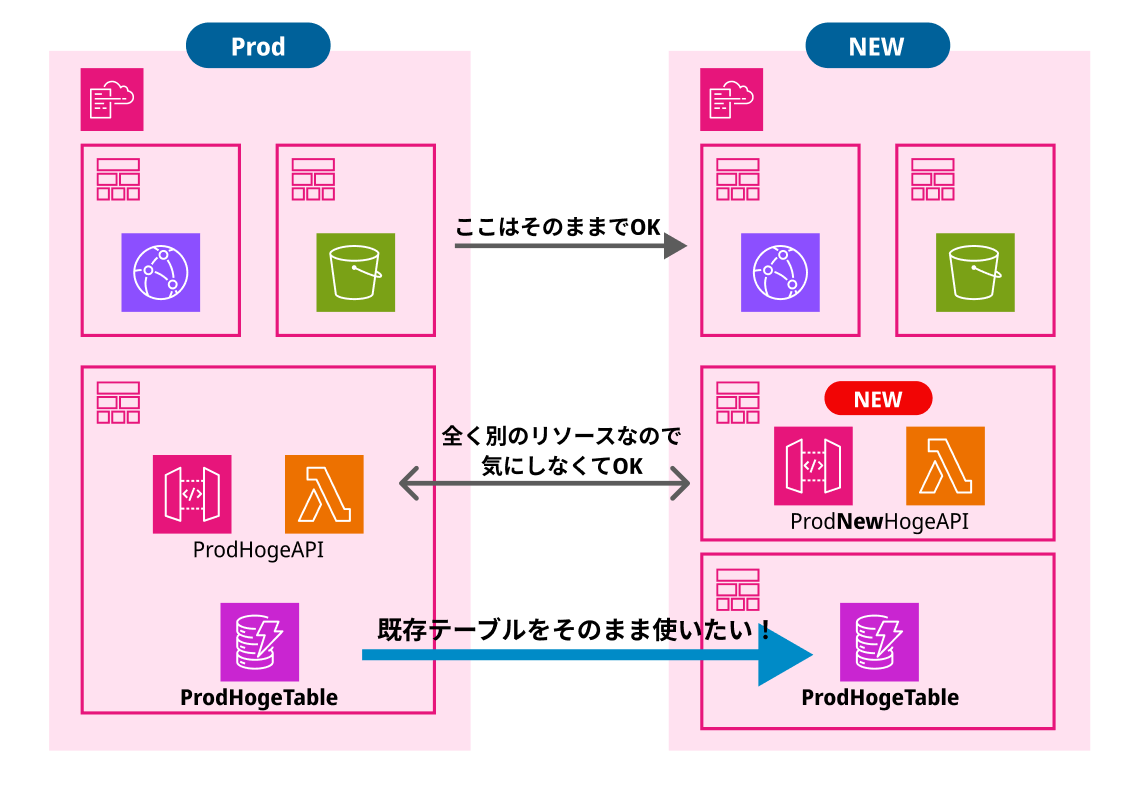 Prod
NEW
ここはそのままでOK
全く別のリソースなので
気にしなくてOK
NEW
ProdHogeAPI
ProdNewHogeAPI
既存テーブルをそのまま使いたい！
ProdHogeTable
ProdHogeTable